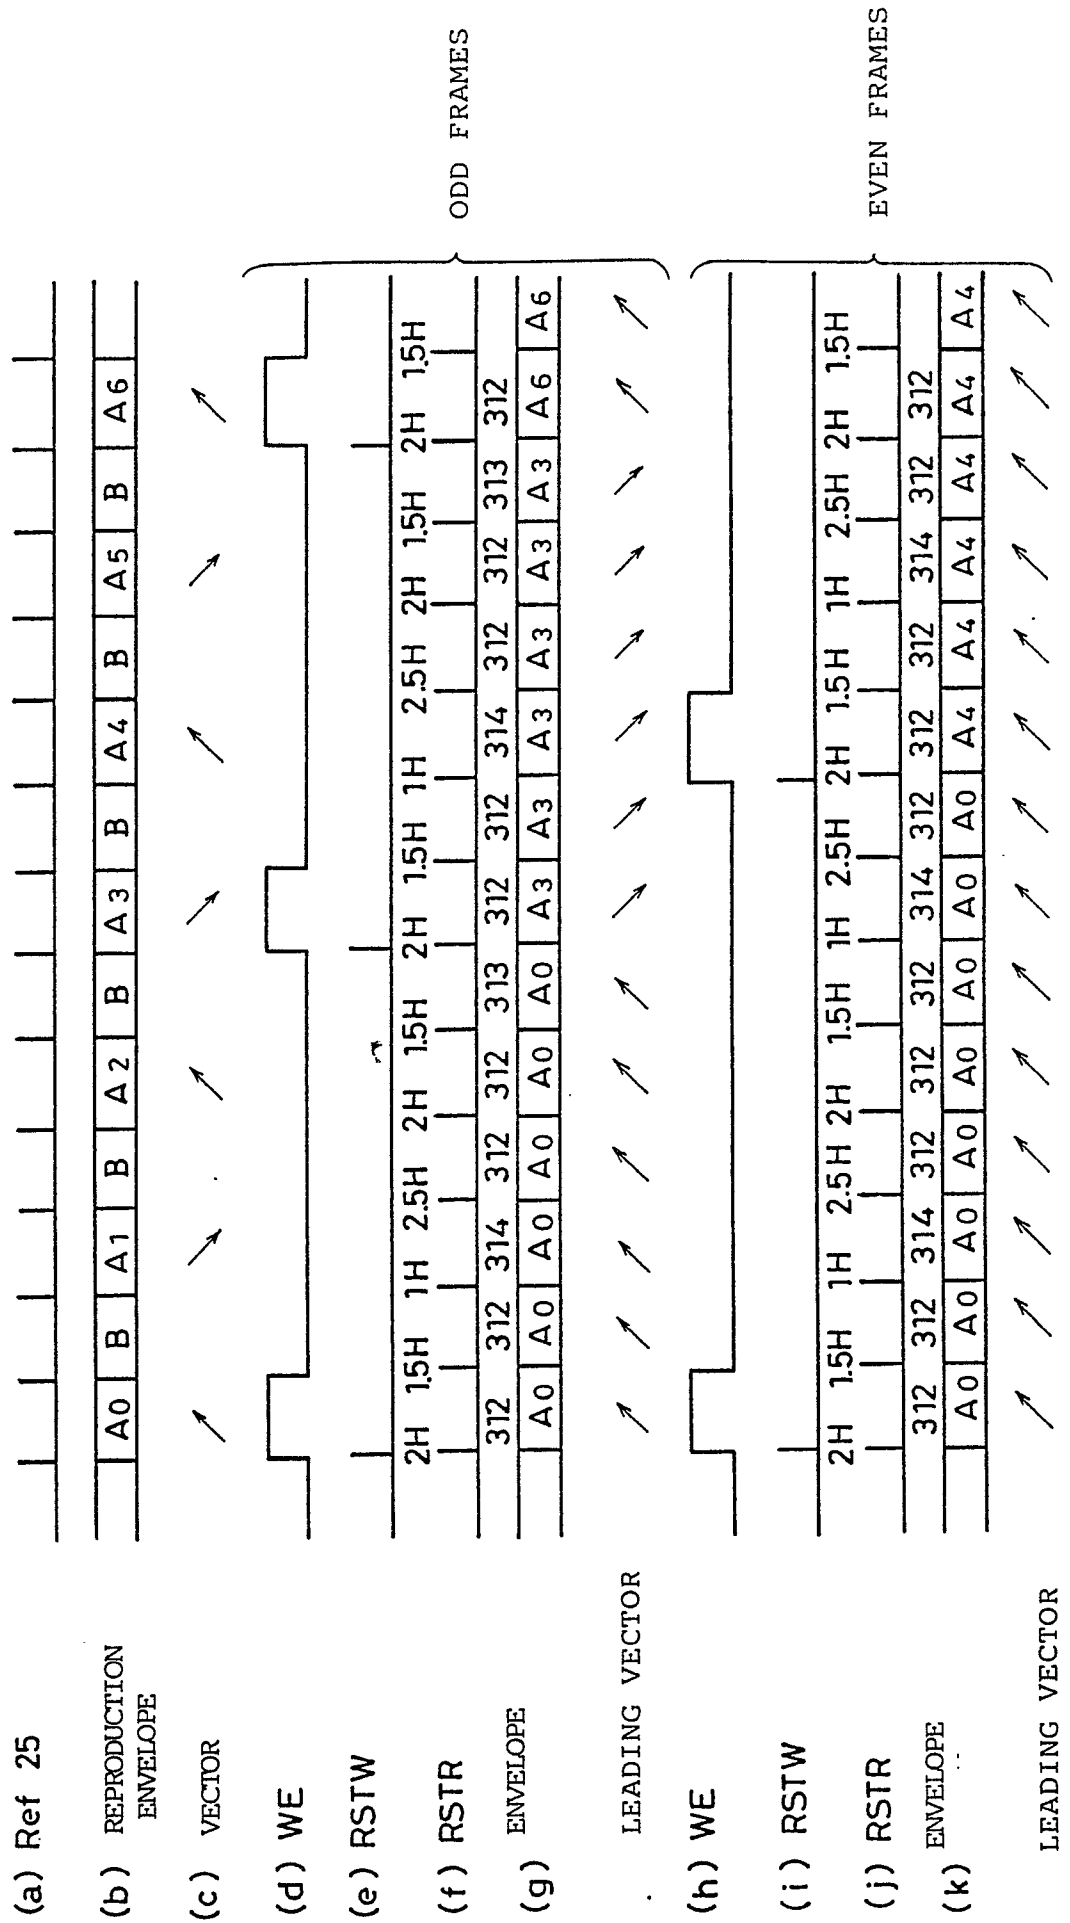 (a) Ref 25
(b) REPRODUCTION ENVELOPE A0 B A1 B A2 B A3 B A4 B A5 B A6
(c) VECTOR
(d) WE
(e) RSTW
2H 1.5H 1H 2.5H 2H 1.5H 2H 1.5H 1H 2.5H 2H 1.5H 2H 1.5H
(f) RSTR
ODD FRAMES
312 312 314 312 312 313 312 312 314 312 312 313 312
ENVELOPE
(g) A0 A0 A0 A0 A0 A0 A3 A3 A3 A3 A3 A3 A6 A6
LEADING VECTOR
(h) WE
(i) RSTW
2H 1.5H 1H 2.5H 2H 1.5H 1H 2.5H 2H 1.5H 1H 2.5H 2H 1.5H
(j) RSTR
EVEN FRAMES
312 312 314 312 312 312 314 312 312 312 314 312 312
ENVELOPE
(k) A0 A0 A0 A0 A0 A0 A0 A0 A4 A4 A4 A4 A4 A4
LEADING VECTOR